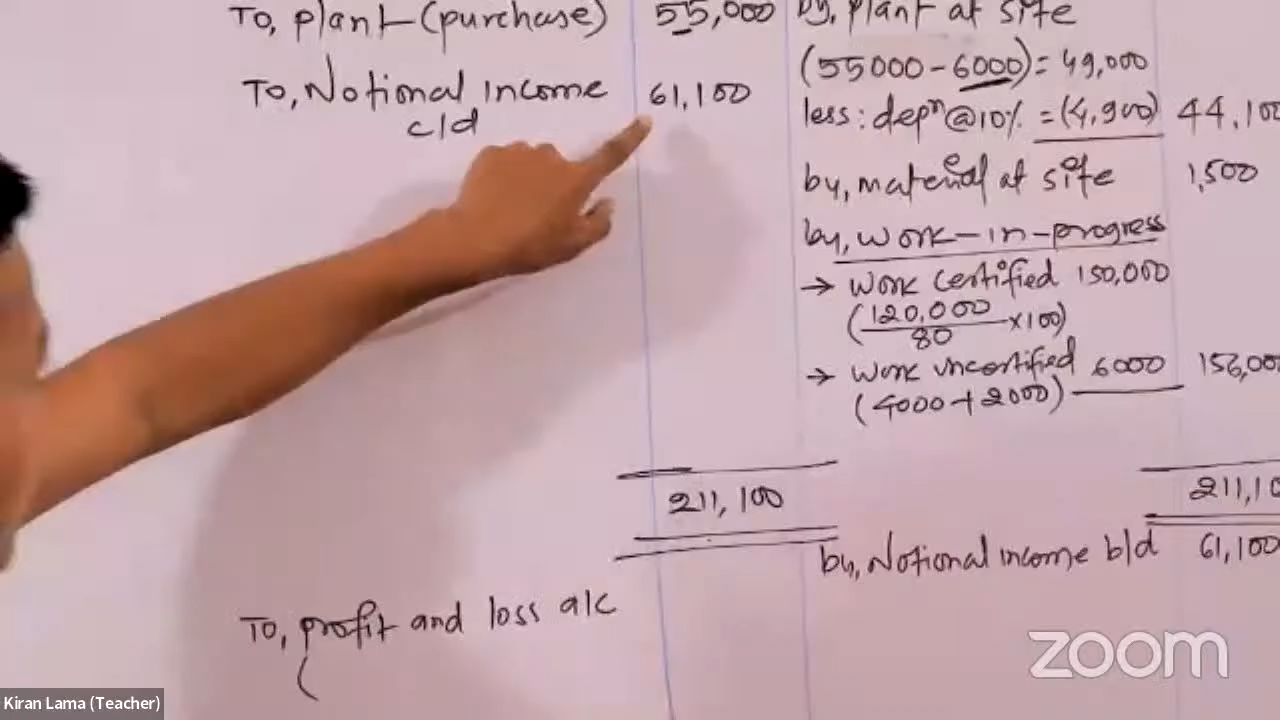 To, plant (purchase) 55,000
To, Notional income 61,100
c/d
by, plant at site
(55000-6000) = 49,000
less: depn @10% = (4,900) 44,100
by, material at site 1,500
by, work-in-progress
→ work certified 150,000
(120,000/80 ×100)
→ work uncertified 6000 156,000
(4000+2000)
211,100 211,10
by, Notional income b/d 61,100
To, profit and loss a/c
(
zoom
Kiran Lama (Teacher)